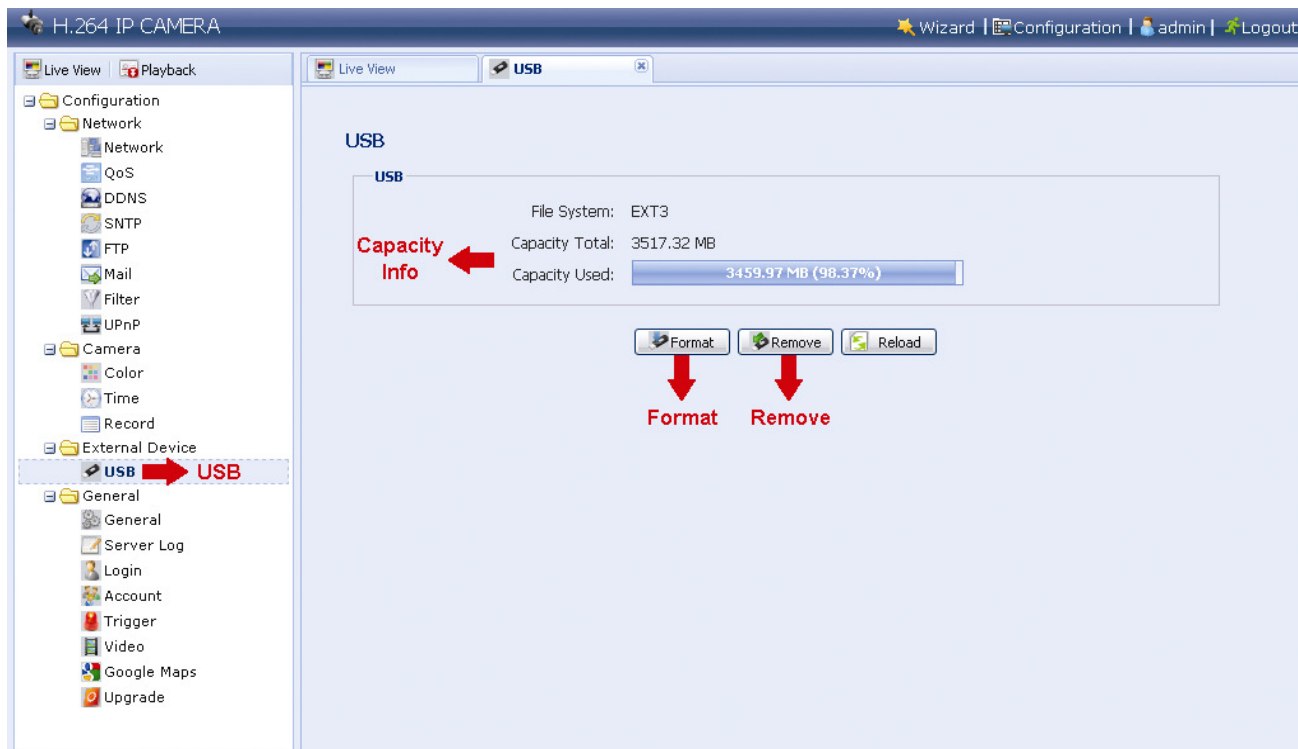 H.264 IP CAMERA
Wizard | Configuration | admin | Logout
Live View | Playback
Configuration
Network
Network
QoS
DDNS
SNTP
FTP
Mail
Filter
UPnP
Camera
Color
Time
Record
External Device
USB
USB
General
General
Server Log
Login
Account
Trigger
Video
Google Maps
Upgrade
Live View
USB
USB
USB
File System: EXT3
Capacity Total: 3517.32 MB
Capacity Used: 3459.97 MB (98.37%)
Capacity
Info
Format
Remove
Reload
Format
Remove